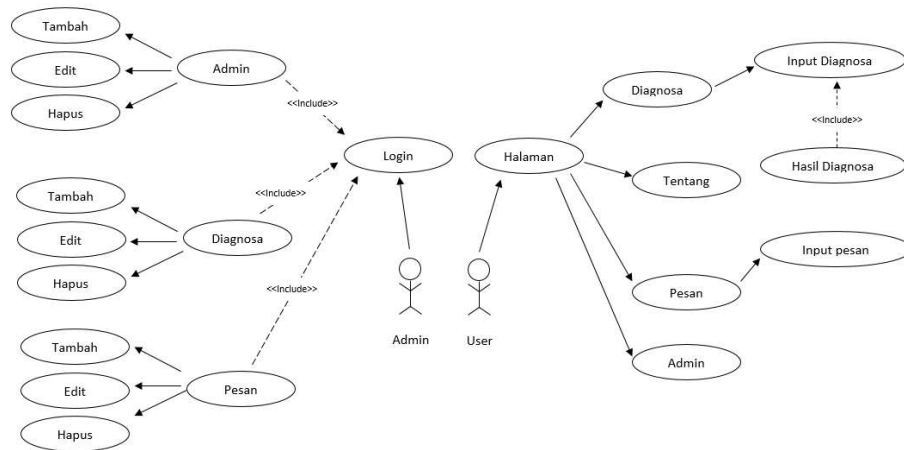 Tambah
Edit
Hapus
Admin
<<Include>>
Login
Tambah
Edit
Hapus
Diagnosa
<<Include>>
Tambah
Edit
Hapus
Pesan
<<Include>>
Admin
User
Halaman
Diagnosa
Input Diagnosa
<<Include>>
Hasil Diagnosa
Tentang
Pesan
Input pesan
Admin